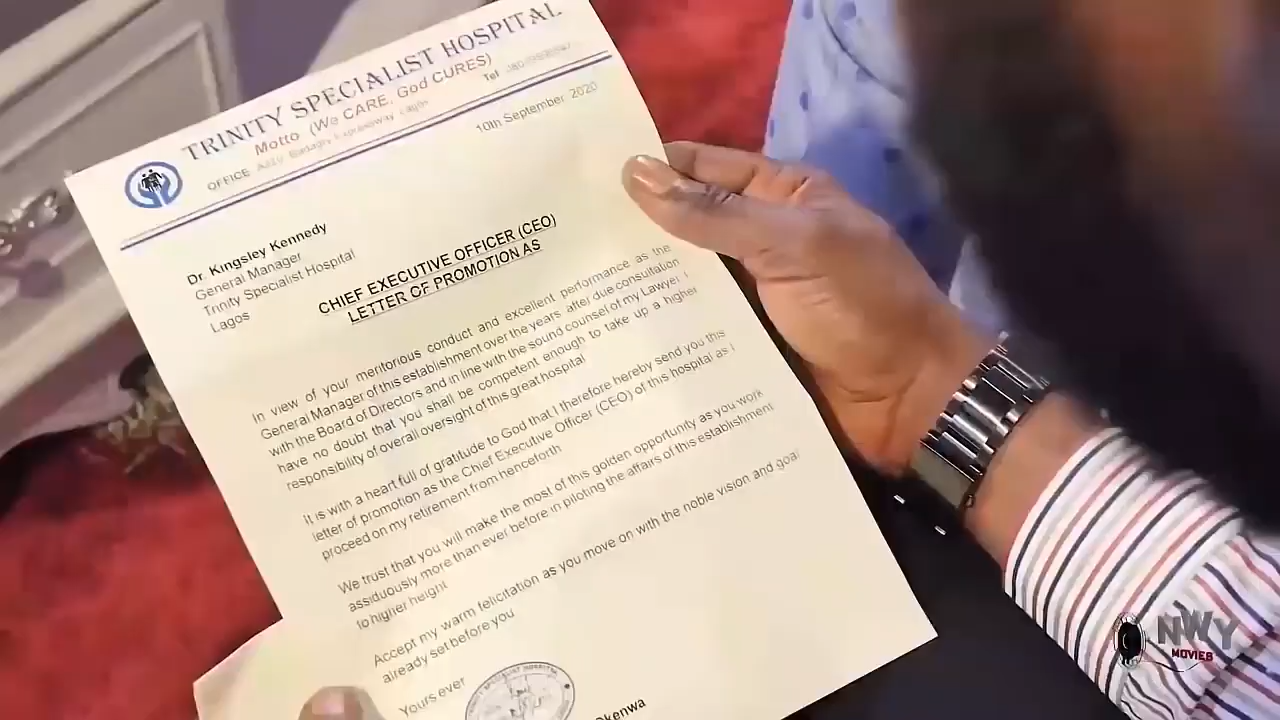 TRINITY SPECIALIST HOSPITAL
Motto (We CARE, God CURES)
OFFICE Badagry Expressway Lagos
Tel
10th September 2020
Dr. Kingsley Kennedy
General Manager
Trinity Specialist Hospital
Lagos
CHIEF EXECUTIVE OFFICER (CEO)
LETTER OF PROMOTION AS
In view of your meritorious conduct and excellent performance as the
General Manager of this establishment over the years after due consultation
with the Board of Directors and in line with the sound counsel of my Lawyer I
have no doubt that you shall be competent enough to take up a higher
responsibility of overall oversight of this great hospital
It is with a heart full of gratitude to God that I therefore hereby send you this
letter of promotion as the Chief Executive Officer (CEO) of this hospital as I
proceed on my retirement from henceforth
We trust that you will make the most of this golden opportunity as you work
assiduously more than ever before in piloting the affairs of this establishment
to higher height
Accept my warm felicitation as you move on with the noble vision and goal
already set before you
Yours ever
TRINITY SPECIALIST HOSPITAL
Okenwa
NWY
MOVIES